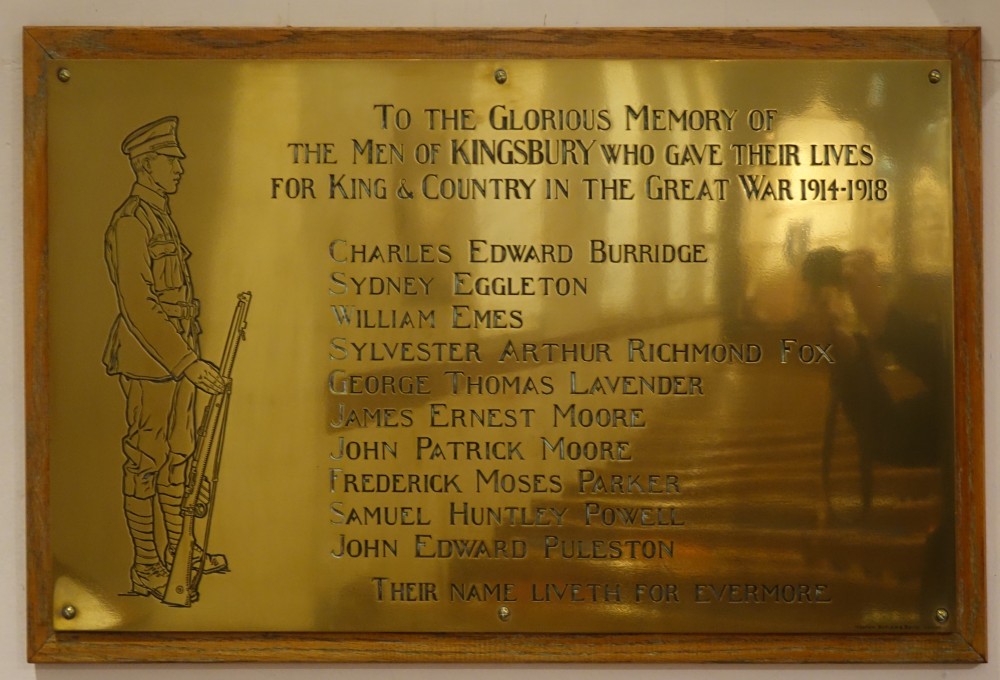 To the Glorious Memory of
the Men of KINGSBURY who gave their lives
for King & Country in the Great War 1914-1918
Charles Edward Burridge
Sydney Eggleton
William Emes
Sylvester Arthur Richmond Fox
George Thomas Lavender
James Ernest Moore
John Patrick Moore
Frederick Moses Parker
Samuel Huntley Powell
John Edward Puleston
Their name liveth for evermore